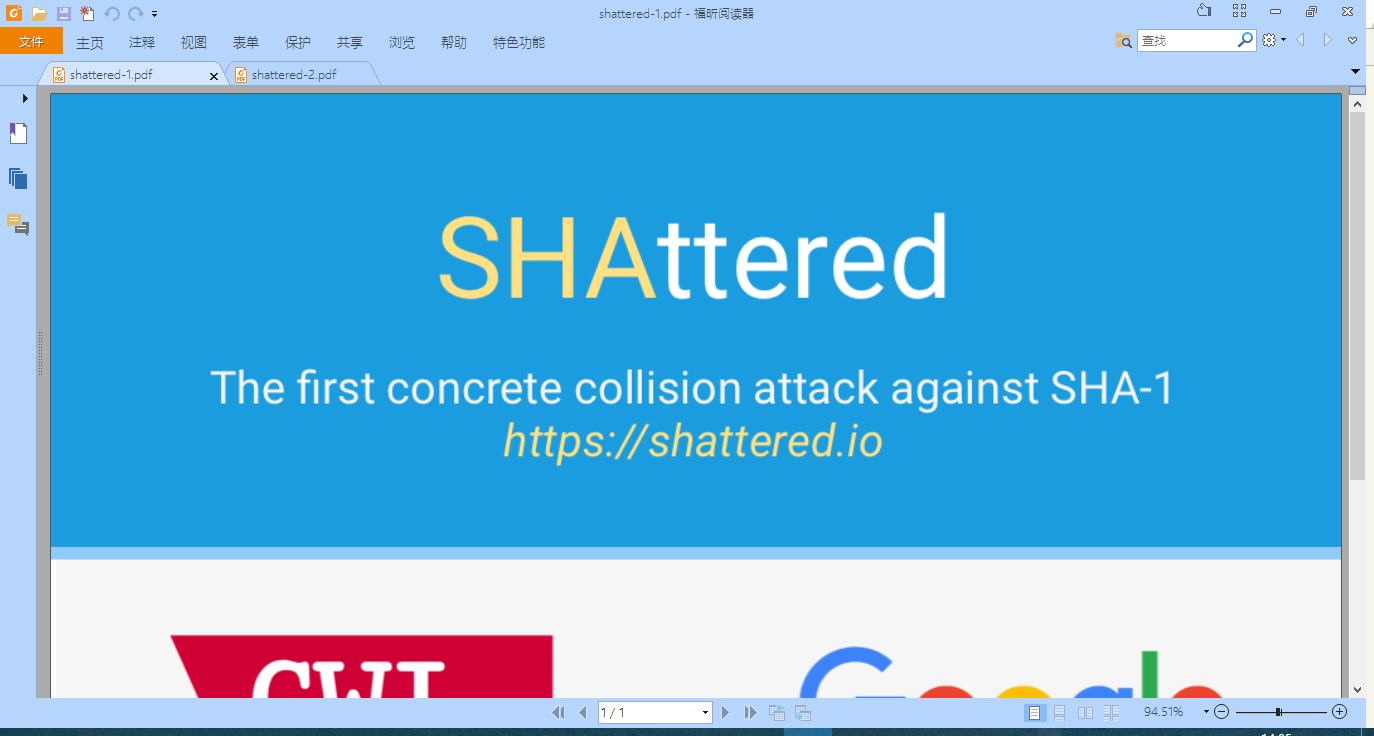 shattered-1.pdf - 福昕阅读器
文件 主页 注释 视图 表单 保护 共享 浏览 帮助 特色功能 查找
shattered-1.pdf shattered-2.pdf
SHAttered
The first concrete collision attack against SHA-1
https://shattered.io
CWI Google
1 / 1 94.51%